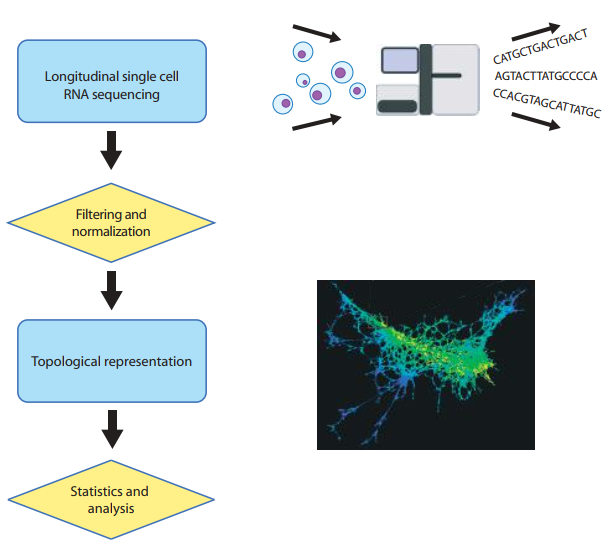 Longitudinal single cell
RNA sequencing
CATGCTGACTGACT
AGTACTTATGCCCCA
CCACGTAGCATTATGC
Filtering and
normalization
Topological representation
Statistics and
analysis